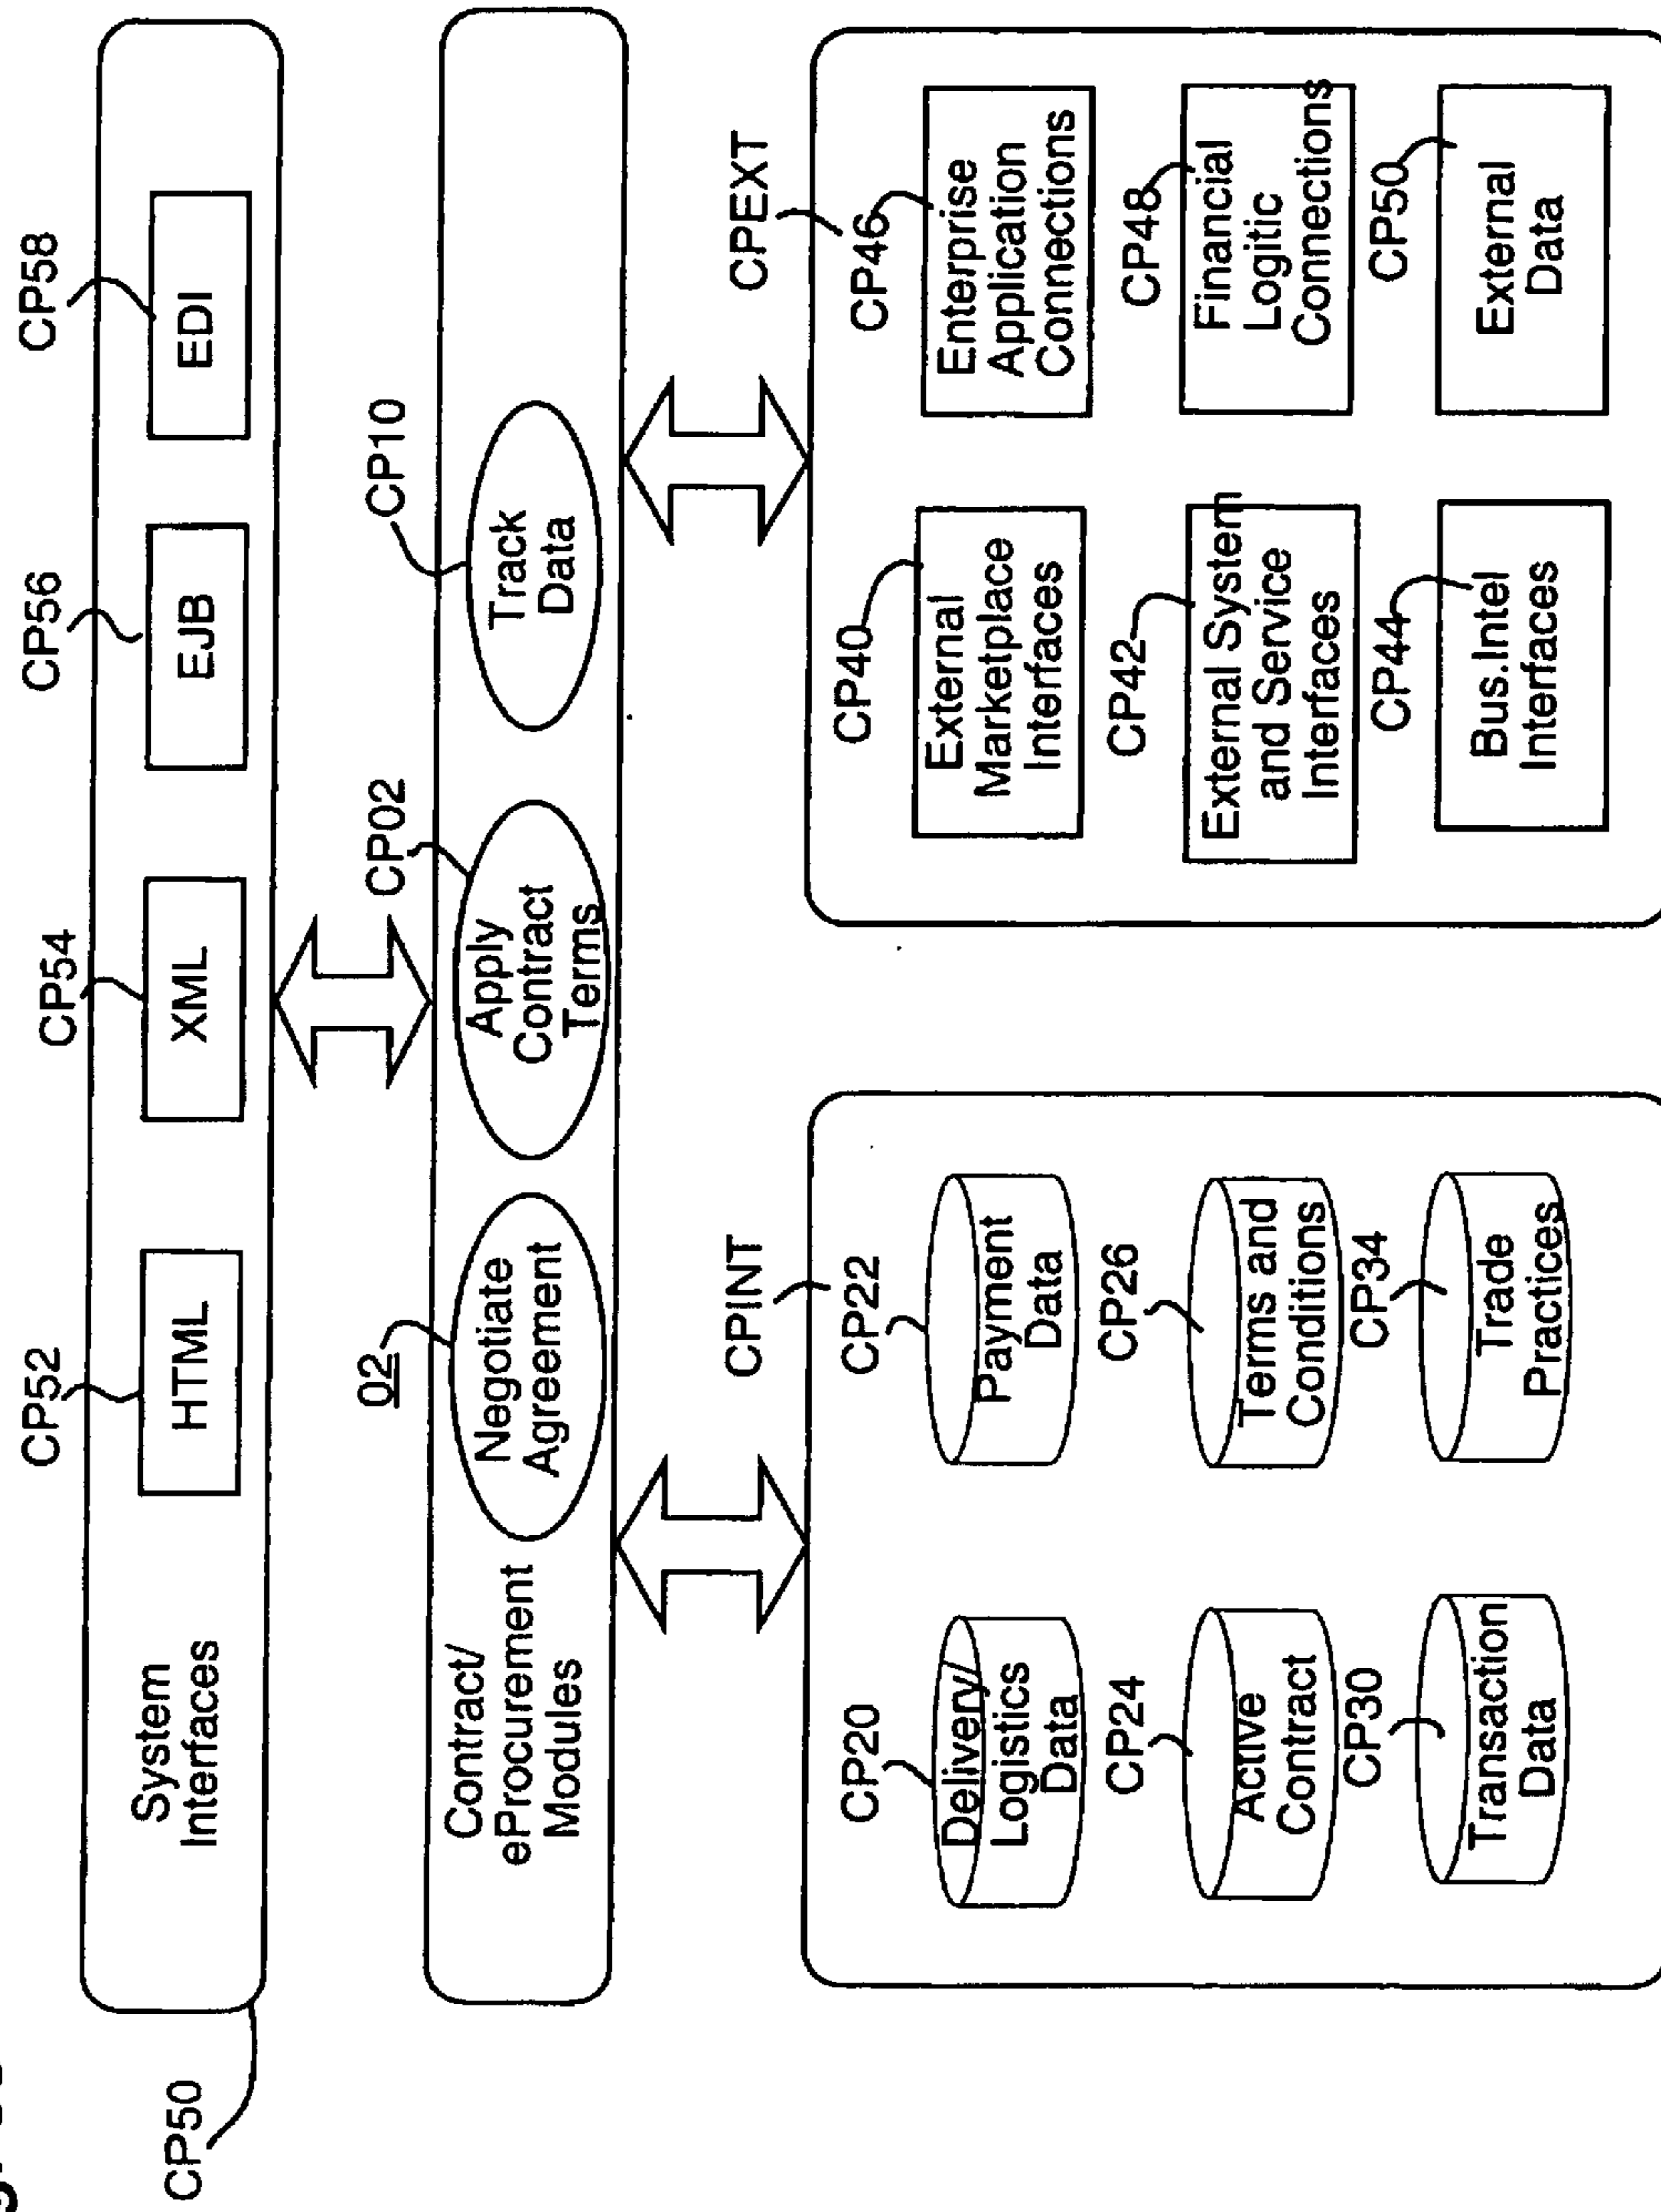 CP50
System
Interfaces
CP52
HTML
CP54
XML
CP56
EJB
CP58
EDI
Contract/
eProcurement
Modules
02
Negotiate
Agreement
CP02
Apply
Contract
Terms
CP10
Track
Data
CPINT
CP20
Delivery/
Logistics
Data
CP22
Payment
Data
CP24
Active
Contract
CP26
Terms and
Conditions
CP30
Transaction
Data
CP34
Trade
Practices
CPEXT
CP40
External
Marketplace
Interfaces
CP46
Enterprise
Application
Connections
CP42
External System
and Service
Interfaces
CP48
Financial
Logitic
Connections
CP44
Bus.Intel
Interfaces
CP50
External
Data